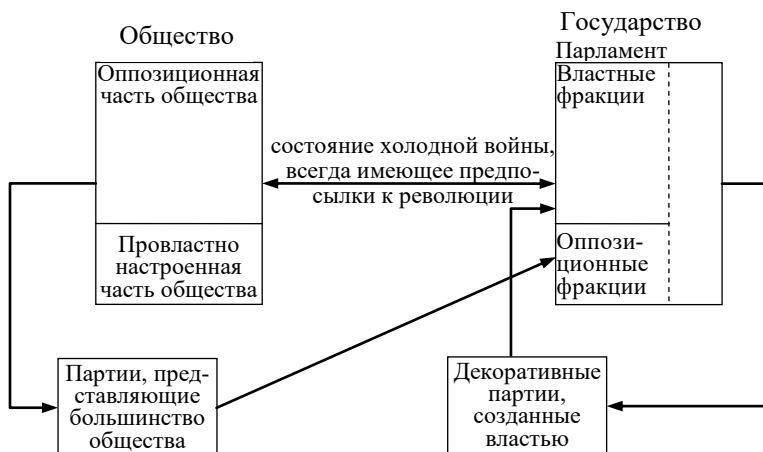 Общество
Оппозиционная
часть общества
Провластно
настроенная
часть общества
состояние холодной войны,
всегда имеющее предпо-
сылки к революции
Государство
Парламент
Властные
фракции
Оппози-
ционные
фракции
Партии, пред-
ставляющие
большинство
общества
Декоративные
партии,
созданные
властью